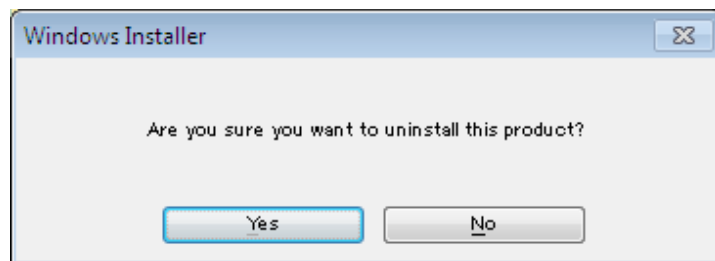 Windows Installer
Are you sure you want to uninstall this product?
Yes No